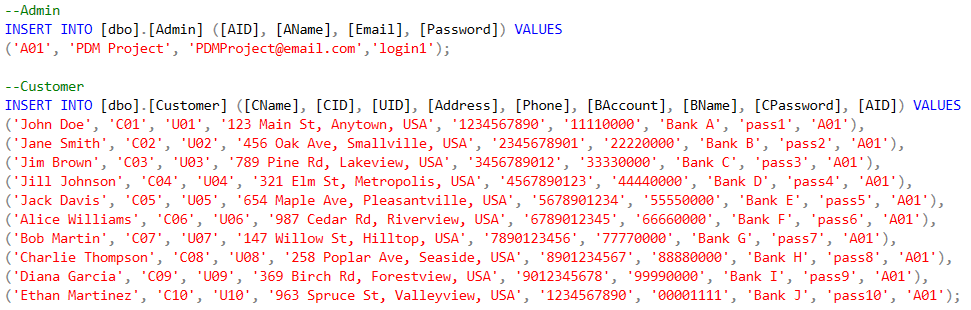 --Admin
INSERT INTO [dbo].[Admin] ([AID], [AName], [Email], [Password]) VALUES
('A01', 'PDM Project', 'PDMProject@email.com','login1');
--Customer
INSERT INTO [dbo].[Customer] ([CName], [CID], [UID], [Address], [Phone], [BAccount], [BName], [CPassword], [AID]) VALUES
('John Doe', 'C01', 'U01', '123 Main St, Anytown, USA', '1234567890', '11110000', 'Bank A', 'pass1', 'A01'),
('Jane Smith', 'C02', 'U02', '456 Oak Ave, Smallville, USA', '2345678901', '22220000', 'Bank B', 'pass2', 'A01'),
('Jim Brown', 'C03', 'U03', '789 Pine Rd, Lakeview, USA', '3456789012', '33330000', 'Bank C', 'pass3', 'A01'),
('Jill Johnson', 'C04', 'U04', '321 Elm St, Metropolis, USA', '4567890123', '44440000', 'Bank D', 'pass4', 'A01'),
('Jack Davis', 'C05', 'U05', '654 Maple Ave, Pleasantville, USA', '5678901234', '55550000', 'Bank E', 'pass5', 'A01'),
('Alice Williams', 'C06', 'U06', '987 Cedar Rd, Riverview, USA', '6789012345', '66660000', 'Bank F', 'pass6', 'A01'),
('Bob Martin', 'C07', 'U07', '147 Willow St, Hilltop, USA', '7890123456', '77770000', 'Bank G', 'pass7', 'A01'),
('Charlie Thompson', 'C08', 'U08', '258 Poplar Ave, Seaside, USA', '8901234567', '88880000', 'Bank H', 'pass8', 'A01'),
('Diana Garcia', 'C09', 'U09', '369 Birch Rd, Forestview, USA', '9012345678', '99990000', 'Bank I', 'pass9', 'A01'),
('Ethan Martinez', 'C10', 'U10', '963 Spruce St, Valleyview, USA', '1234567890', '00001111', 'Bank J', 'pass10', 'A01');